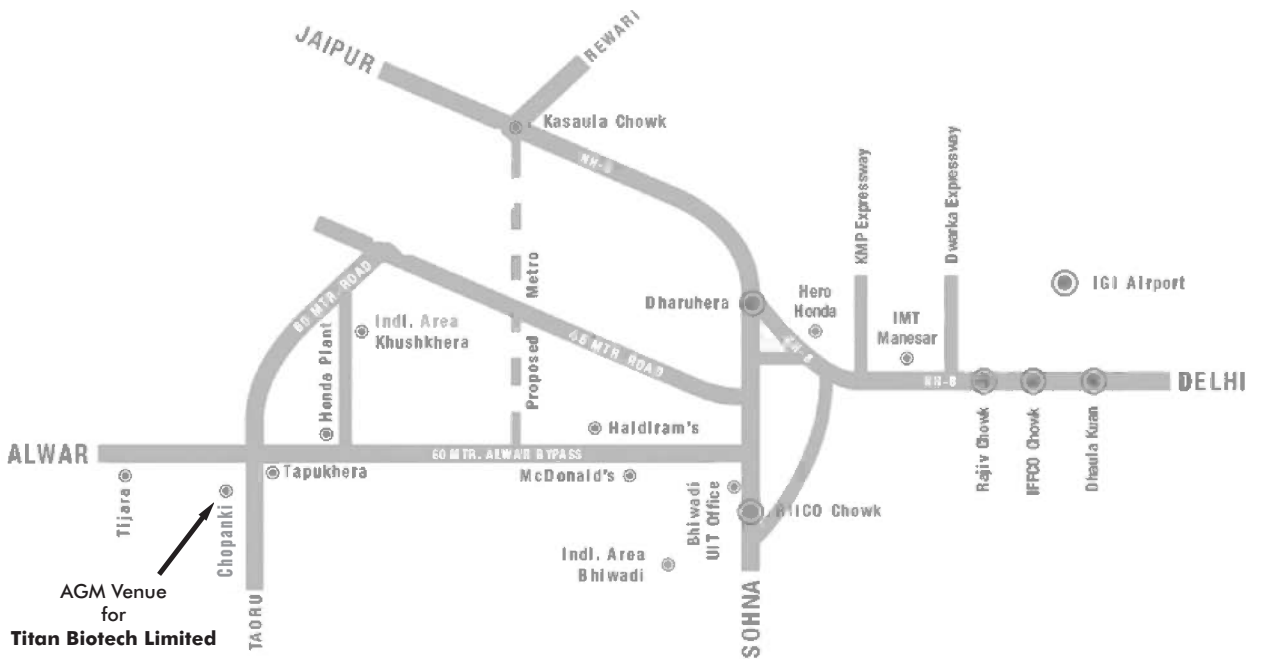 JAIPUR
REWARI
Kasaula Chowk
NH-8
KMP Expressway
Dwarka Expressway
IGI Airport
Dharuhera
Hero
Honda
IMT
Manesar
80 MTR. ROAD
Indl. Area
Khushkhera
Honda Plant
Proposed Metro
45 MTR. ROAD
NH-8
NH-8
DELHI
Rajiv Chowk
IFFCO Chowk
Dhaula Kuan
Haldiram's
ALWAR
60 MTR. ALWAR BYPASS
Tijara
Chopanki
Tapukhera
McDonald's
Bhiwadi
UIT Office
RIICO Chowk
Indl. Area
Bhiwadi
TAORU
SOHNA
AGM Venue
for
Titan Biotech Limited